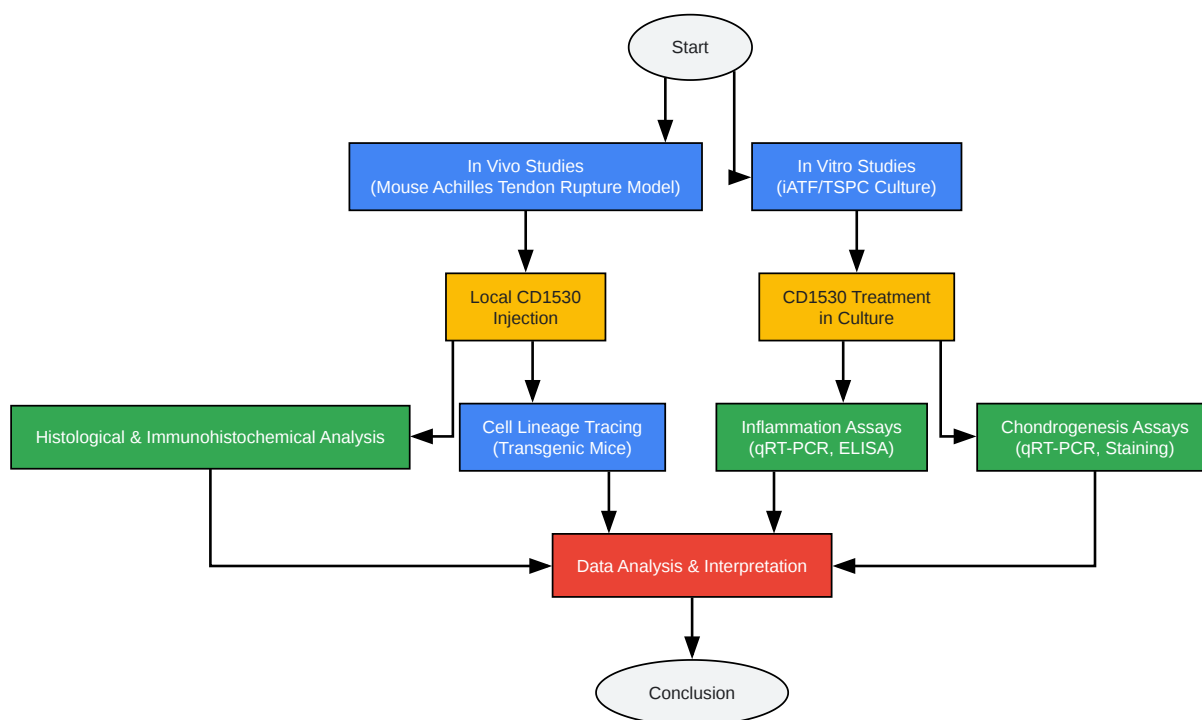 Start
In Vivo Studies
(Mouse Achilles Tendon Rupture Model)
In Vitro Studies
(iATF/TSPC Culture)
Local CD1530
Injection
CD1530 Treatment
in Culture
Histological & Immunohistochemical Analysis
Cell Lineage Tracing
(Transgenic Mice)
Inflammation Assays
(qRT-PCR, ELISA)
Chondrogenesis Assays
(qRT-PCR, Staining)
Data Analysis & Interpretation
Conclusion